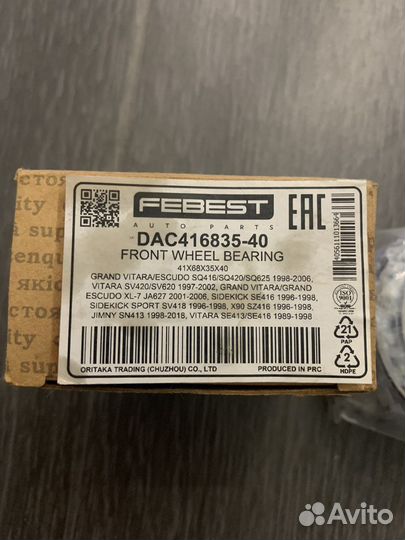 FEBEST
EAC
AUTO PARTS
DAC416835-40
FRONT WHEEL BEARING
41X68X35X40
GRAND VITARA/ESCUDO SQ416/SQ420/SQ625 1998-2006,
VITARA SV420/SV620 1997-2002, GRAND VITARA/GRAND
ESCUDO XL-7 JA627 2001-2006, SIDEKICK SE416 1996-1998,
SIDEKICK SPORT SV418 1996-1998, X90 SZ416 1996-1998,
JIMNY SN413 1998-2018, VITARA SE413/SE416 1989-1998
ISO
9001
21
PAP
2
HDPE
ORITAKA TRADING (CHUZHOU) CO., LTD
PRODUCED IN PRC
Avito